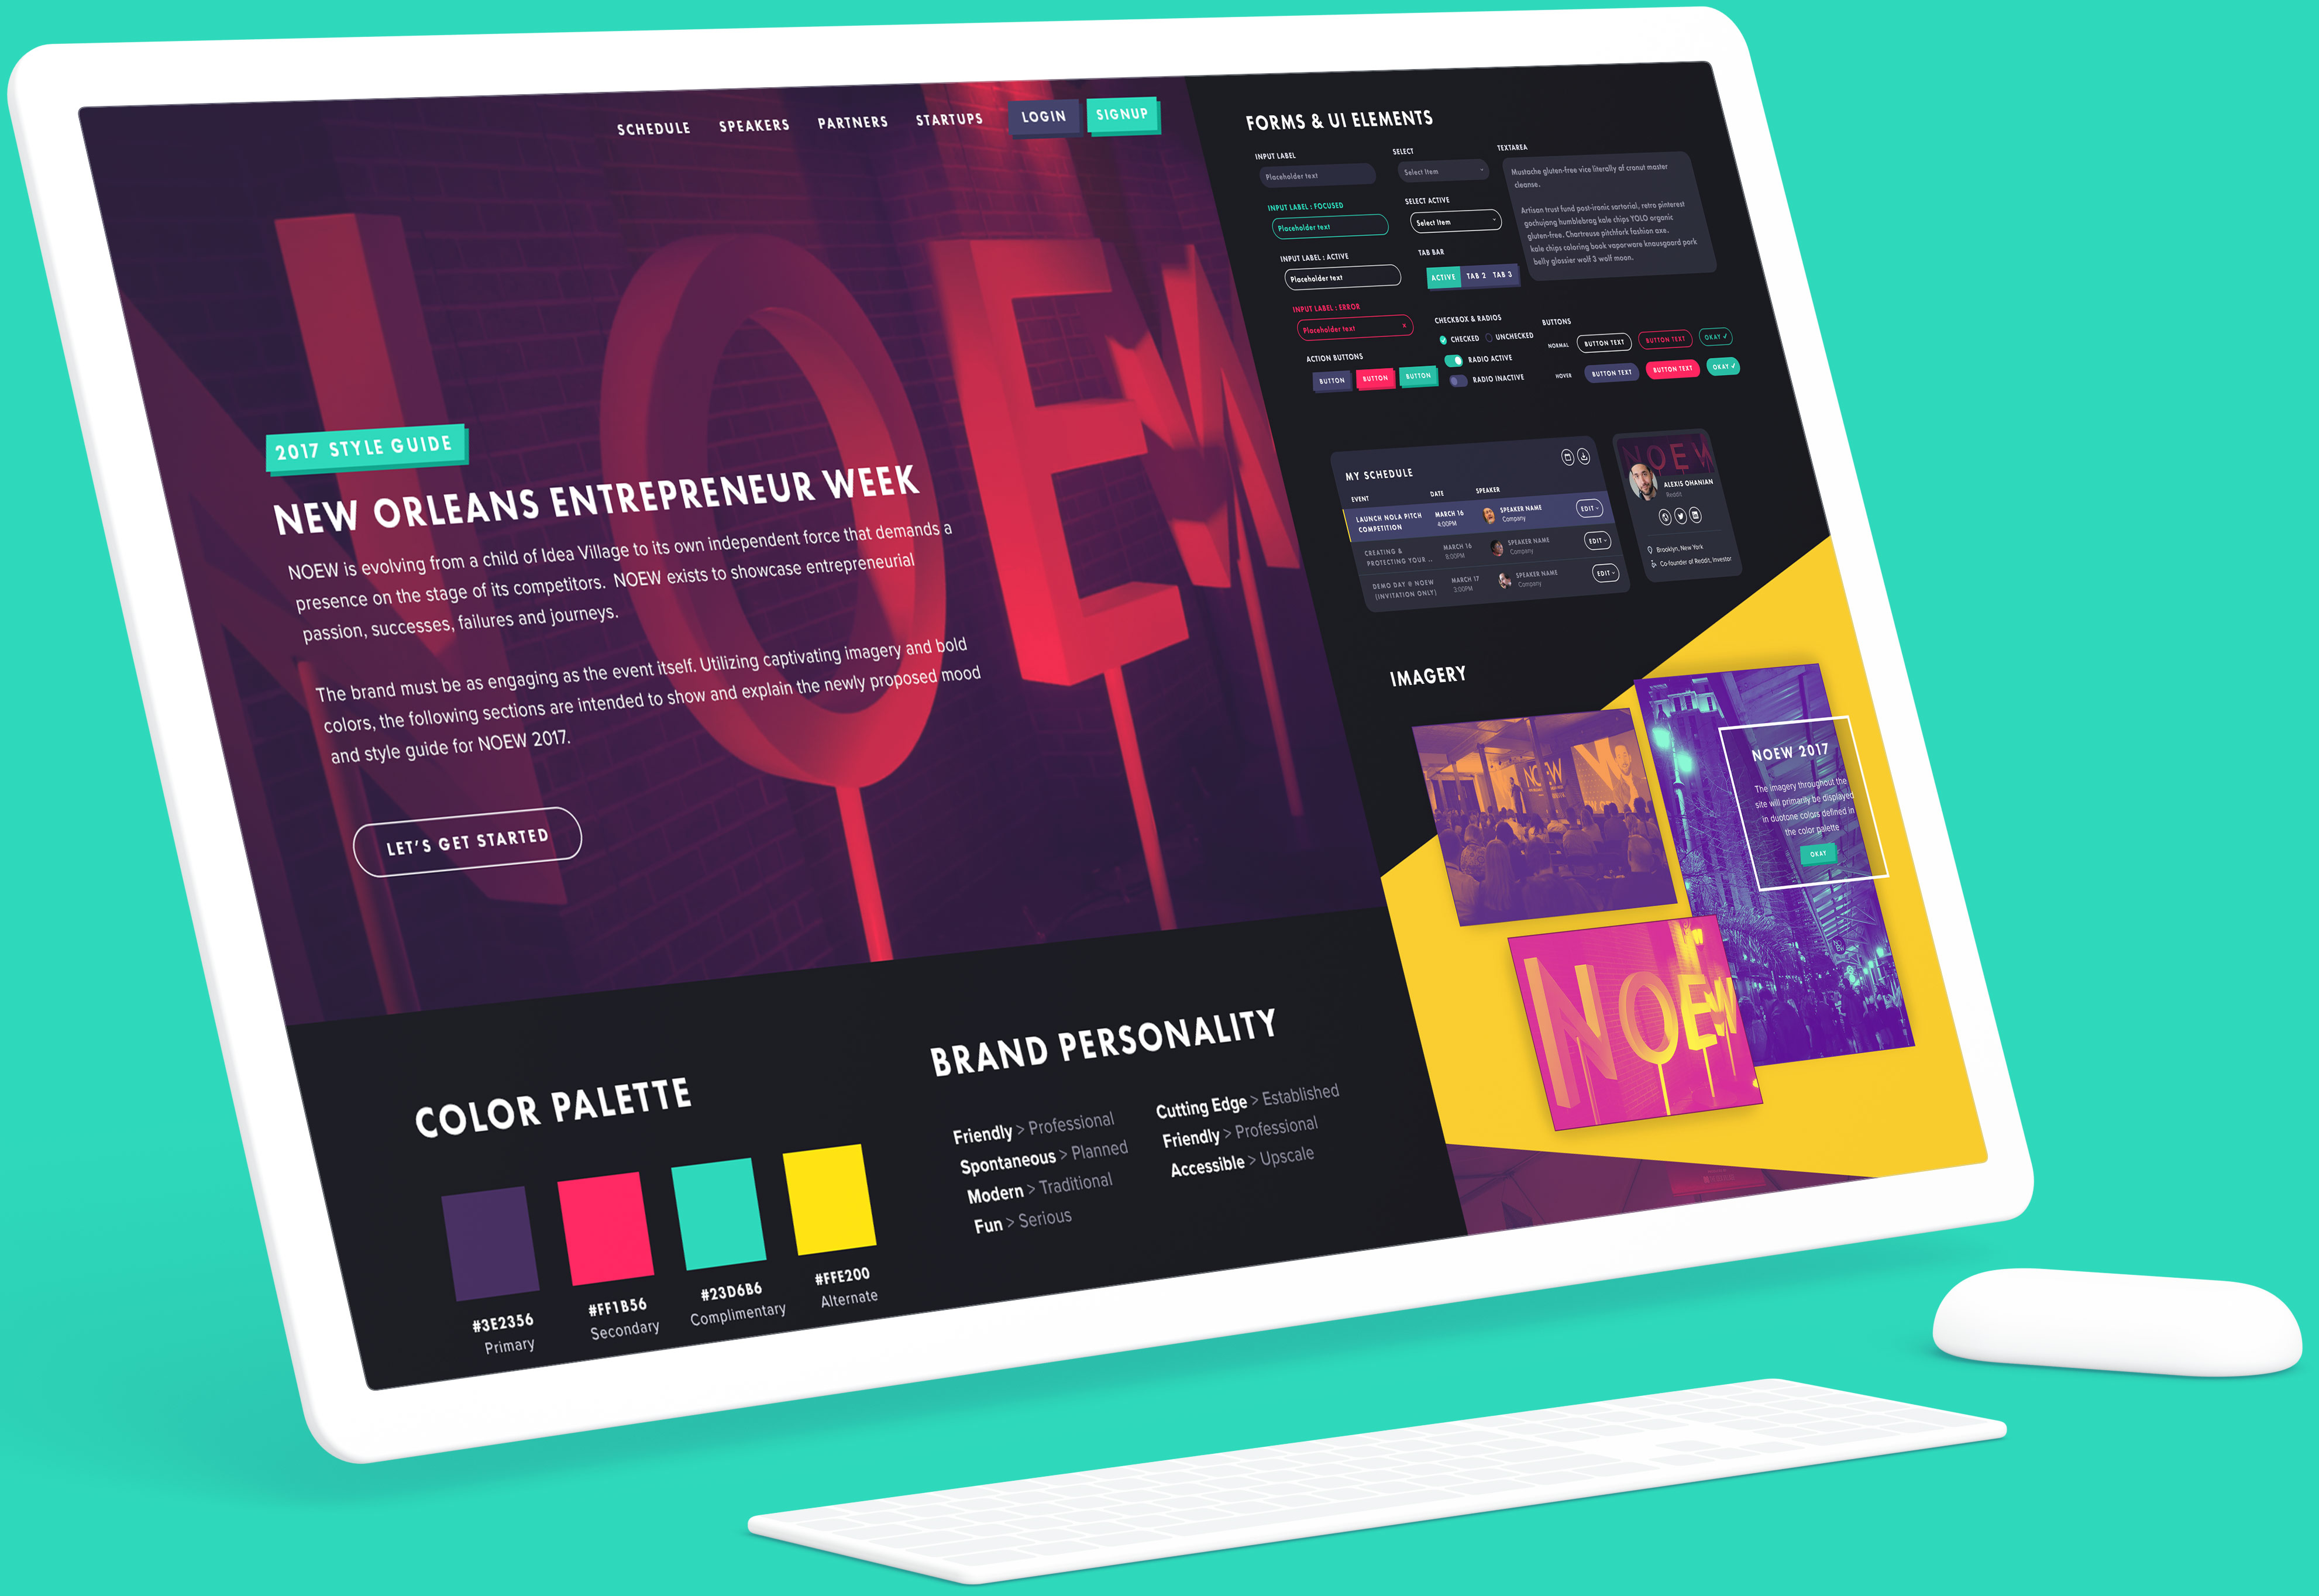 SCHEDULE SPEAKERS PARTNERS STARTUPS LOGIN SIGNUP
NOEW
2017 STYLE GUIDE
NEW ORLEANS ENTREPRENEUR WEEK
NOEW is evolving from a child of Idea Village to its own independent force that demands a
presence on the stage of its competitors. NOEW exists to showcase entrepreneurial
passion, successes, failures and journeys.
The brand must be as engaging as the event itself. Utilizing captivating imagery and bold
colors, the following sections are intended to show and explain the newly proposed mood
and style guide for NOEW 2017.
LET'S GET STARTED
COLOR PALETTE
#3E2356
Primary
#FF1B56
Secondary
#23D6B6
Complimentary
#FFE200
Alternate
BRAND PERSONALITY
Friendly > Professional
Spontaneous > Planned
Modern > Traditional
Fun > Serious
Cutting Edge > Established
Friendly > Professional
Accessible > Upscale
FORMS & UI ELEMENTS
INPUT LABEL
Placeholder text
INPUT LABEL : FOCUSED
Placeholder text
INPUT LABEL : ACTIVE
Placeholder text
INPUT LABEL : ERROR
Placeholder text x
ACTION BUTTONS
BUTTON BUTTON BUTTON
SELECT
Select Item
SELECT ACTIVE
Select Item
TAB BAR
ACTIVE TAB 2 TAB 3
CHECKBOX & RADIOS
CHECKED UNCHECKED
RADIO ACTIVE
RADIO INACTIVE
TEXTAREA
Mustache gluten-free vice literally af cronut master
cleanse.
Artisan trust fund post-ironic sartorial, retro pinterest
gochujang humblebrag kale chips YOLO organic
gluten-free. Chartreuse pitchfork fashion axe.
kale chips coloring book vaporware knausgaard pork
belly glossier wolf 3 wolf moon.
BUTTONS
NORMAL BUTTON TEXT BUTTON TEXT OKAY ✓
HOVER BUTTON TEXT BUTTON TEXT OKAY ✓
MY SCHEDULE
EVENT DATE SPEAKER
LAUNCH NOLA PITCH
COMPETITION
MARCH 16
4:00PM
SPEAKER NAME
Company
EDIT
CREATING &
PROTECTING YOUR ..
MARCH 16
8:00PM
SPEAKER NAME
Company
EDIT
DEMO DAY @ NOEW
(INVITATION ONLY)
MARCH 17
3:00PM
SPEAKER NAME
Company
EDIT
NOEW
ALEXIS OHANIAN
Reddit
Brooklyn, New York
Co-founder of Reddit, Investor
IMAGERY
NOEW
NOEW 2017
The imagery throughout the
site will primarily be displayed
in duotone colors defined in
the color palette
OKAY
NOEW